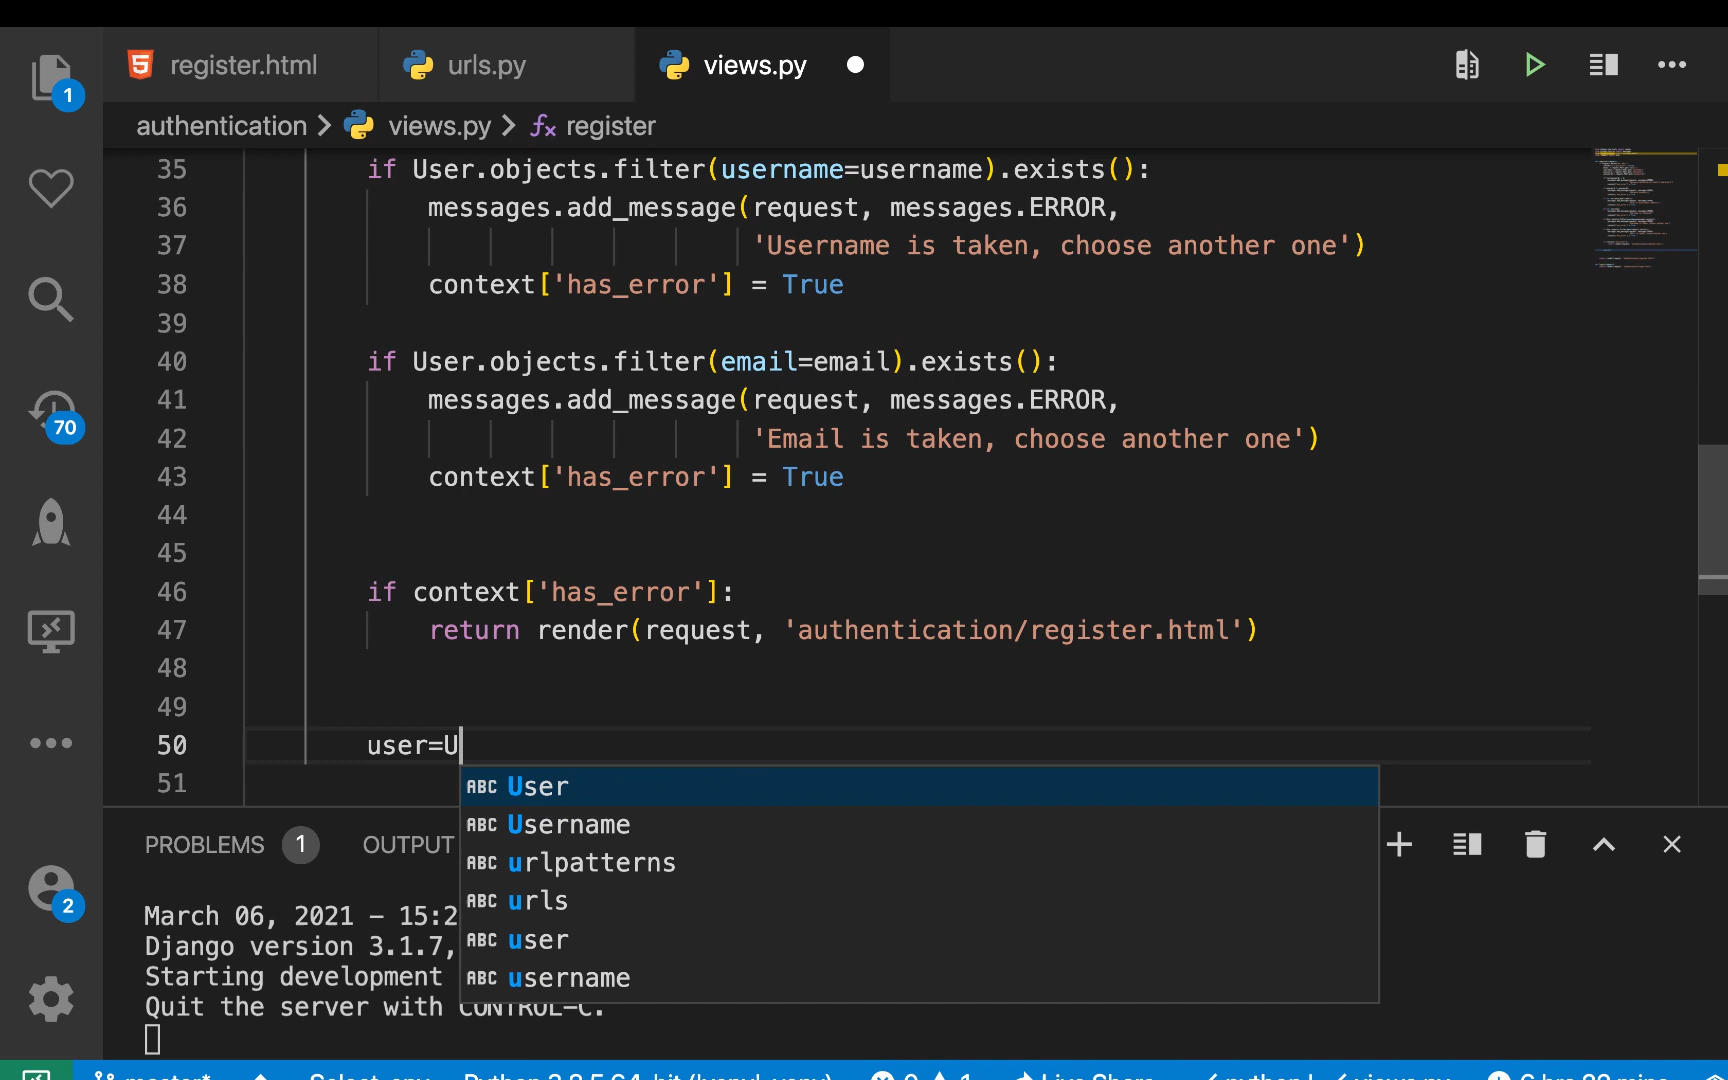 register.html
urls.py
views.py
1
authentication > views.py > register
35 if User.objects.filter(username=username).exists():
36 messages.add_message(request, messages.ERROR,
37 'Username is taken, choose another one')
38 context['has_error'] = True
39
40 if User.objects.filter(email=email).exists():
41 messages.add_message(request, messages.ERROR,
42 'Email is taken, choose another one')
43 context['has_error'] = True
44
45
46 if context['has_error']:
47 return render(request, 'authentication/register.html')
48
49
50 user=U
51
70
ABC User
ABC Username
ABC urlpatterns
ABC urls
ABC user
ABC username
PROBLEMS 1 OUTPUT
2
March 06, 2021 - 15:2
Django version 3.1.7,
Starting development
Quit the server with CONTROL-C.